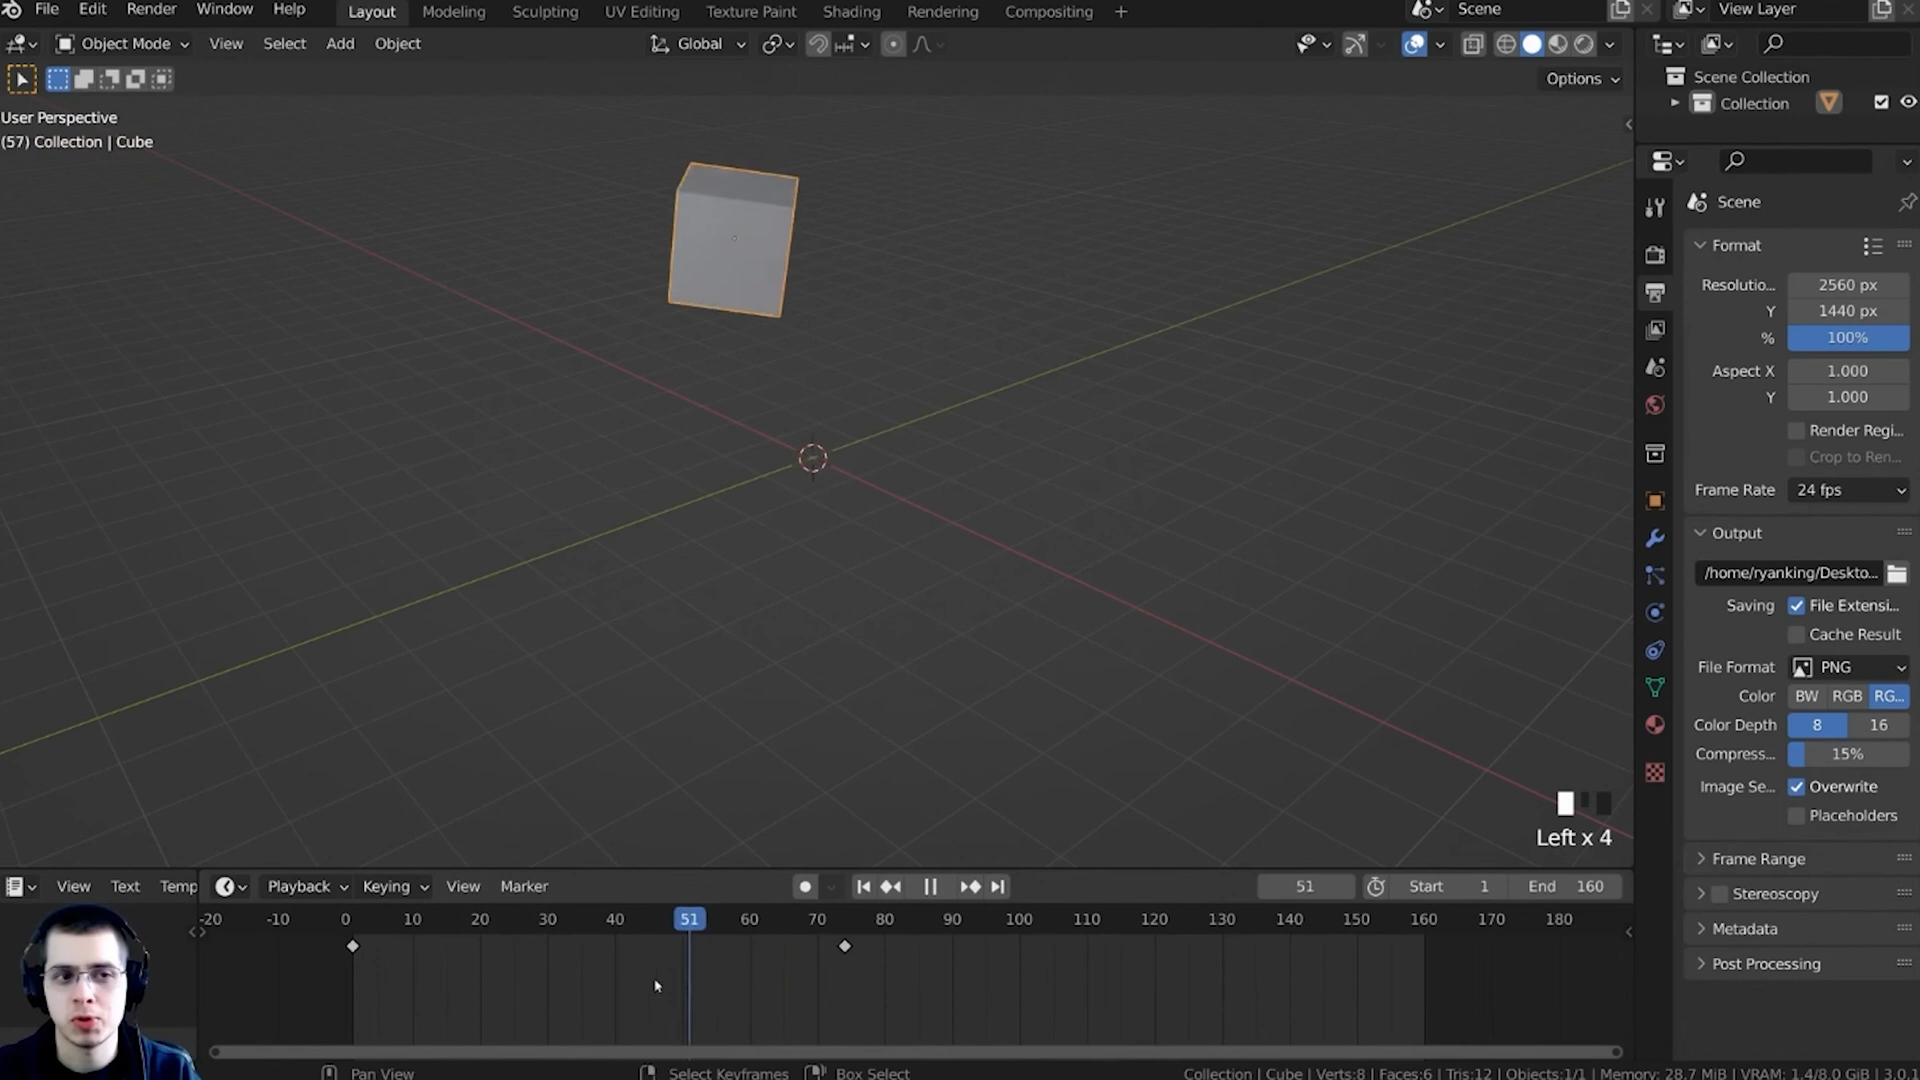 File Edit Render Window Help Layout Modeling Sculpting UV Editing Texture Paint Shading Rendering Compositing + Scene View Layer
Object Mode View Select Add Object Global
Options
User Perspective
(57) Collection | Cube
Scene Collection
Collection
Scene
Format
Resolutio... 2560 px
Y 1440 px
% 100%
Aspect X 1.000
Y 1.000
Render Regi...
Crop to Ren...
Frame Rate 24 fps
Output
/home/ryanking/Deskto...
Saving File Extensi...
Cache Result
File Format PNG
Color BW RGB RG...
Color Depth 8 16
Compress... 15%
Image Se... Overwrite
Placeholders
Frame Range
Stereoscopy
Metadata
Post Processing
Left x 4
View Text Temp Playback Keying View Marker 51 Start 1 End 160
-20 -10 0 10 20 30 40 51 60 70 80 90 100 110 120 130 140 150 160 170 180
Pan View Select Keyframes Box Select Collection | Cube | Verts:8 | Faces:6 | Tris:12 | Objects:1/1 | Memory: 28.7 MiB | VRAM: 1.4/8.0 GiB | 3.0.1